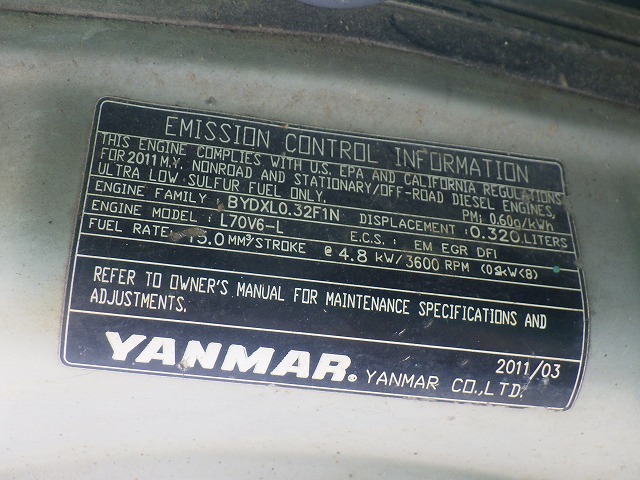 EMISSION CONTROL INFORMATION
THIS ENGINE COMPLIES WITH U.S. EPA AND CALIFORNIA REGULATIONS
FOR 2011 M.Y. NONROAD AND STATIONARY/OFF-ROAD DIESEL ENGINES.
ULTRA LOW SULFUR FUEL ONLY. PM: 0.60g/kWh
ENGINE FAMILY : BYDXL0.32F1N DISPLACEMENT :0.320 LITERS
ENGINE MODEL : L70V6-L E.C.S. : EM EGR DFI
FUEL RATE: 15.0 MM³/STROKE @ 4.8 kW/3600 RPM (0≤kW<8)
REFER TO OWNER'S MANUAL FOR MAINTENANCE SPECIFICATIONS AND
ADJUSTMENTS.
2011/03
YANMAR. YANMAR CO.,LTD.